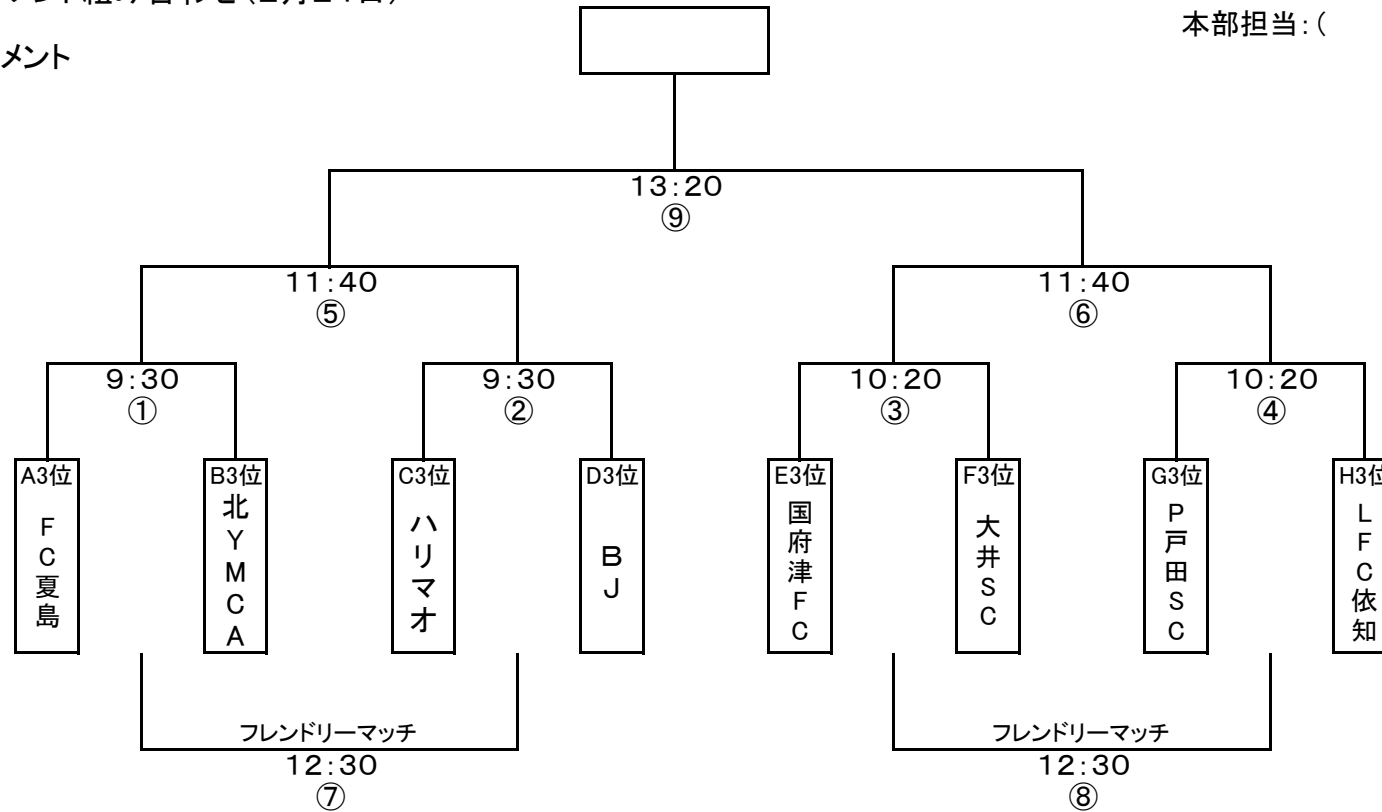 本部担当：（
メント
１３：２０
⑨
１１：４０
⑤
１１：４０
⑥
９：３０
①
９：３０
②
１０：２０
③
１０：２０
④
A3位
ＦＣ夏島
B3位
北ＹＭＣＡ
C3位
ハリマオ
D3位
ＢＪ
E3位
国府津ＦＣ
F3位
大井ＳＣ
G3位
Ｐ戸田ＳＣ
H3位
ＬＦＣ依知
フレンドリーマッチ
１２：３０
⑦
フレンドリーマッチ
１２：３０
⑧